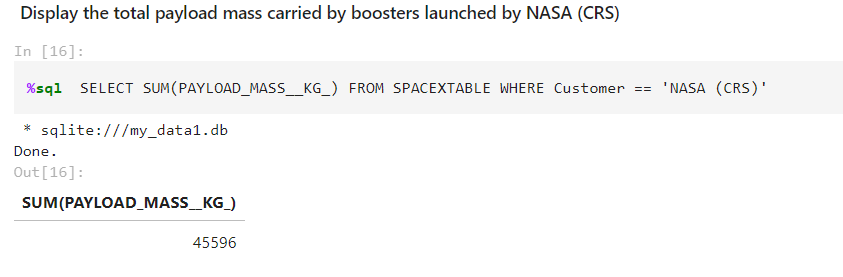 Display the total payload mass carried by boosters launched by NASA (CRS)
In [16]:
%sql  SELECT SUM(PAYLOAD_MASS__KG_) FROM SPACEXTABLE WHERE Customer == 'NASA (CRS)'
* sqlite:///my_data1.db
Done.
Out[16]:
SUM(PAYLOAD_MASS__KG_)
45596